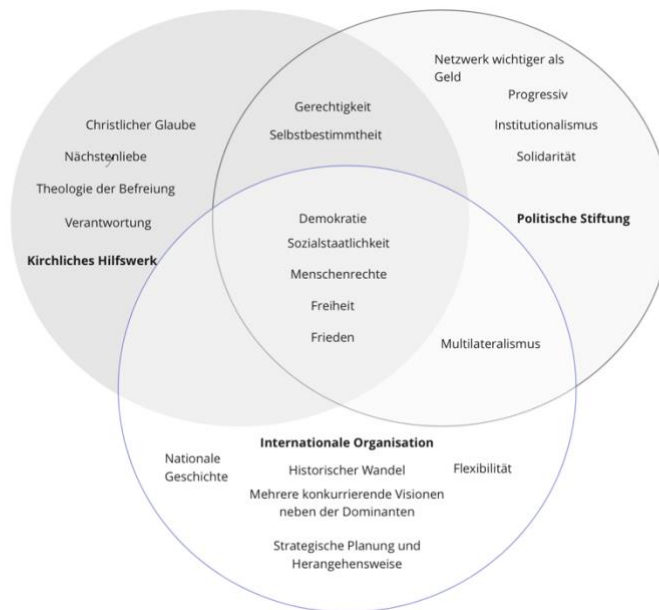 Netzwerk wichtiger als
Geld
Progressiv
Institutionalismus
Solidarität
Politische Stiftung
Gerechtigkeit
Selbstbestimmtheit
Christlicher Glaube
Nächstenliebe
Theologie der Befreiung
Verantwortung
Kirchliches Hilfswerk
Demokratie
Sozialstaatlichkeit
Menschenrechte
Freiheit
Frieden
Multilateralismus
Internationale Organisation
Nationale
Geschichte
Historischer Wandel
Flexibilität
Mehrere konkurrierende Visionen
neben der Dominanten
Strategische Planung und
Herangehensweise